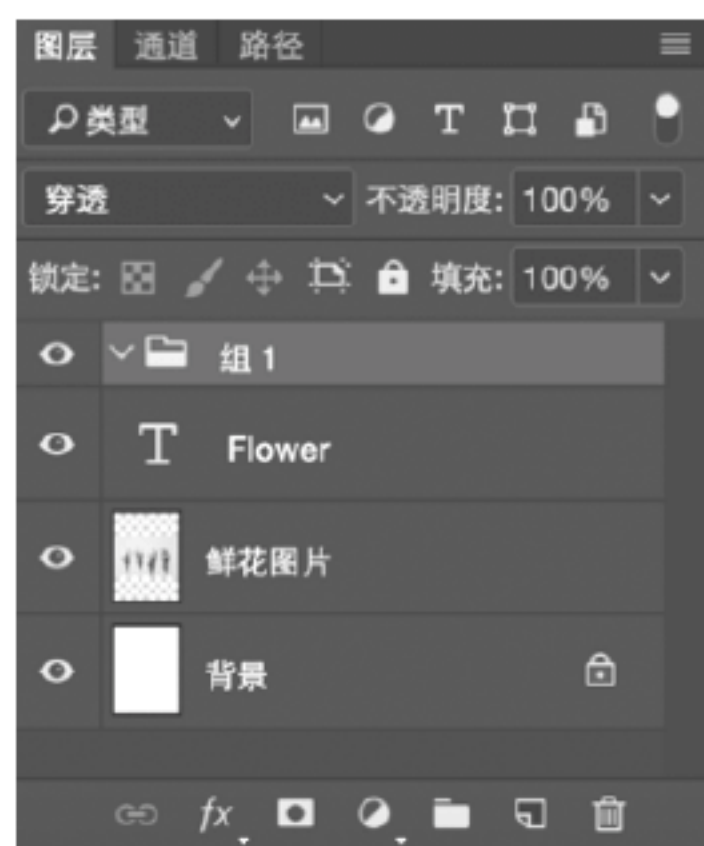 图层 通道 路径
类型 T
穿透 不透明度: 100%
锁定: 填充: 100%
组 1
T Flower
鲜花图片
背景
fx